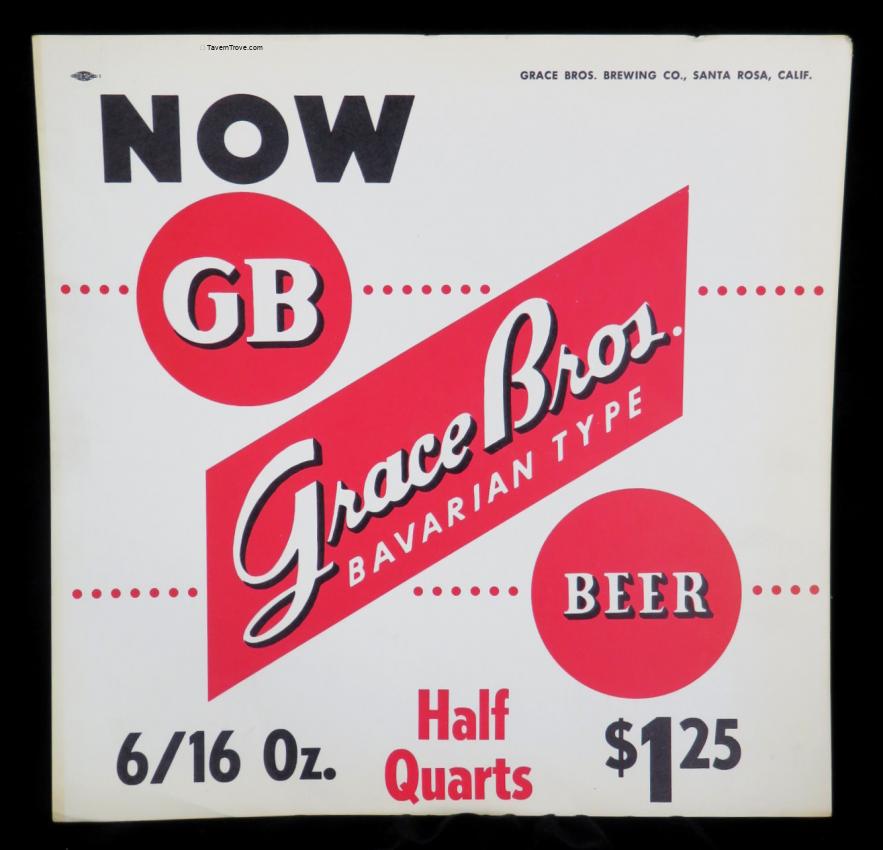 TavernTrove.com
GRACE BROS. BREWING CO., SANTA ROSA, CALIF.
NOW
GB
Grace Bros.
BAVARIAN TYPE
BEER
6/16 Oz.
Half
Quarts
$1 25